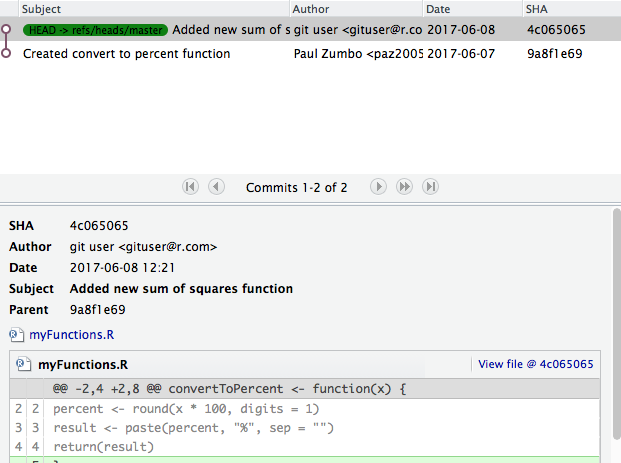 Subject Author Date SHA
HEAD -> refs/heads/master Added new sum of s git user <gituser@r.co 2017-06-08 4c065065
Created convert to percent function Paul Zumbo <paz2005 2017-06-07 9a8f1e69
Commits 1-2 of 2
SHA 4c065065
Author git user <gituser@r.com>
Date 2017-06-08 12:21
Subject Added new sum of squares function
Parent 9a8f1e69
myFunctions.R
myFunctions.R View file @ 4c065065
@@ -2,4 +2,8 @@ convertToPercent <- function(x) {
2 2 percent <- round(x * 100, digits = 1)
3 3 result <- paste(percent, "%", sep = "")
4 4 return(result)